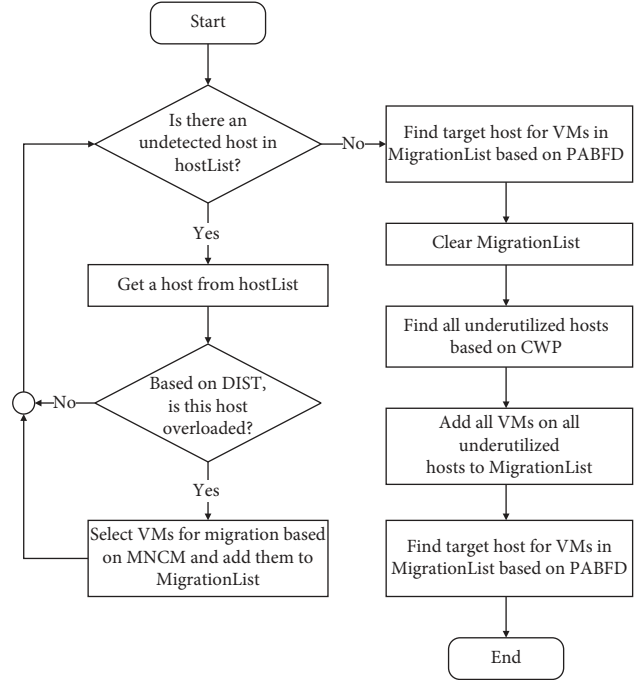 Start
Is there an
undetected host in
hostList?
No
Yes
Get a host from hostList
Based on DIST,
is this host
overloaded?
No
Yes
Select VMs for migration based
on MNCM and add them to
MigrationList
Find target host for VMs in
MigrationList based on PABFD
Clear MigrationList
Find all underutilized hosts
based on CWP
Add all VMs on all
underutilized
hosts to MigrationList
Find target host for VMs in
MigrationList based on PABFD
End